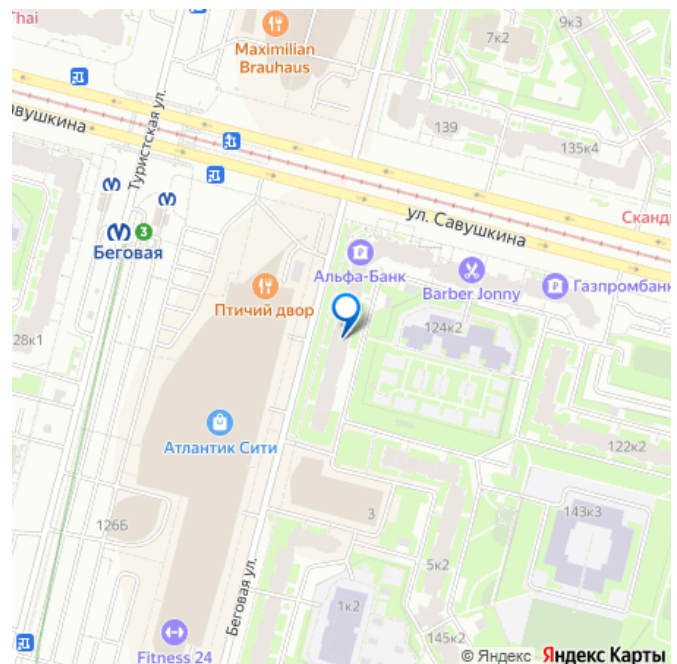 Thai
Maximilian
Brauhaus
7к2
9к3
139
135к4
Савушкина
Туристская ул.
ул. Савушкина
Сканд
3
Беговая
Альфа-Банк
Barber Jonny
Газпромбанк
Птичий двор
28к1
124к2
Атлантик Сити
122к2
126Б
3
143к3
5к2
Беговая ул.
1к2
145к2
Fitness 24
© Яндекс Яндекс Карты